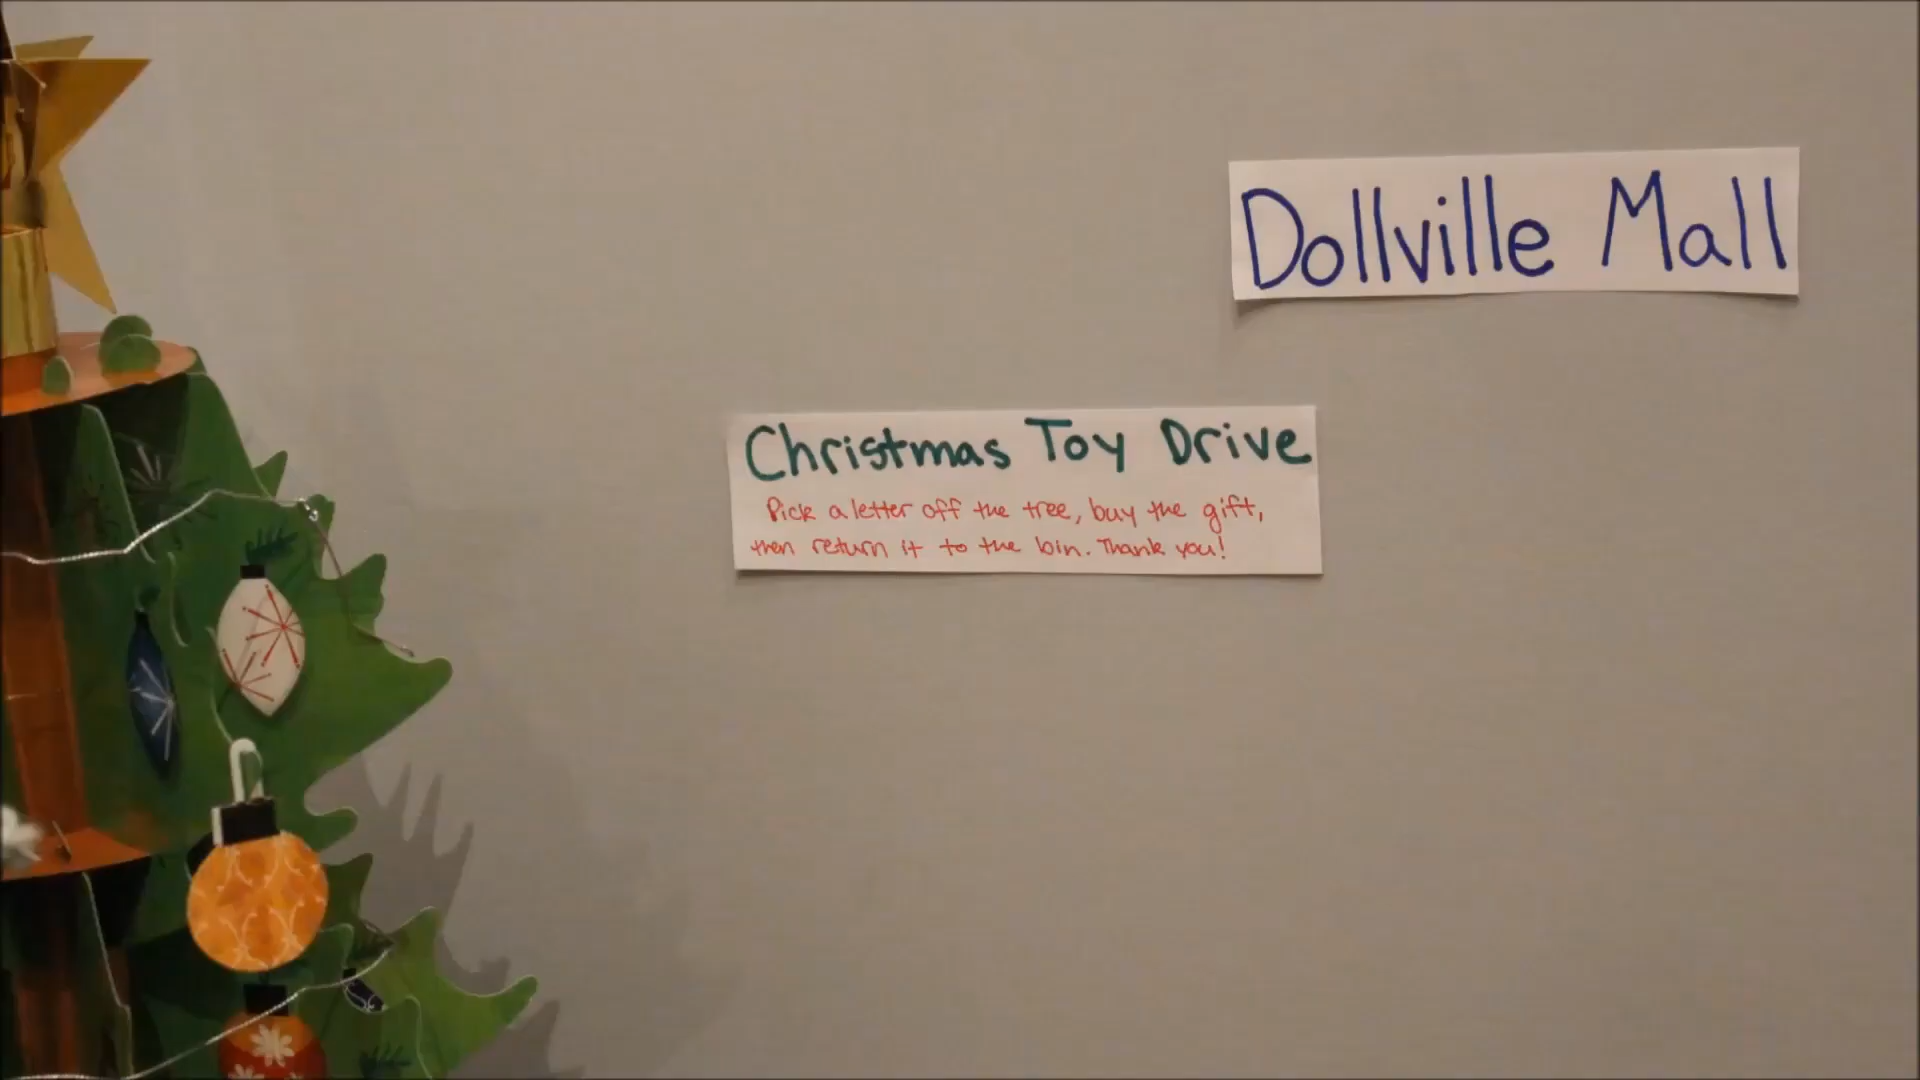 Dollville Mall
Christmas Toy Drive
Pick a letter off the tree, buy the gift,
then return it to the bin. Thank you!